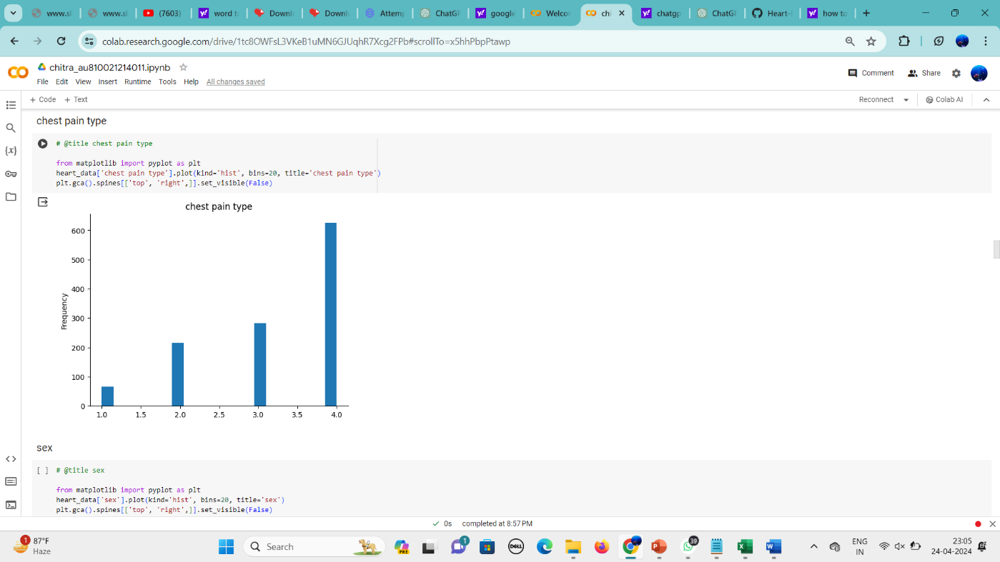 www.sl
www.sl
(7603)
word t
Downl
Downl
Attemp
ChatGP
google
Welco
chi
chatgp
ChatGP
Heart-
how to
colab.research.google.com/drive/1tc8OWFsL3VKeB1uMN6GJUqhR7Xcg2FPb#scrollTo=x5hhPbpPtawp
chitra_au810021214011.ipynb
File Edit View Insert Runtime Tools Help All changes saved
Comment Share
+ Code + Text
Reconnect Colab AI
chest pain type
# @title chest pain type
from matplotlib import pyplot as plt
heart_data['chest pain type'].plot(kind='hist', bins=20, title='chest pain type')
plt.gca().spines[['top', 'right',]].set_visible(False)
chest pain type
Frequency
600
500
400
300
200
100
0
1.0 1.5 2.0 2.5 3.0 3.5 4.0
sex
[ ] # @title sex
from matplotlib import pyplot as plt
heart_data['sex'].plot(kind='hist', bins=20, title='sex')
plt.gca().spines[['top', 'right',]].set_visible(False)
0s completed at 8:57 PM
1
87°F
Haze
Search
PRE
1
DELL
39
ENG
IN
23:05
24-04-2024